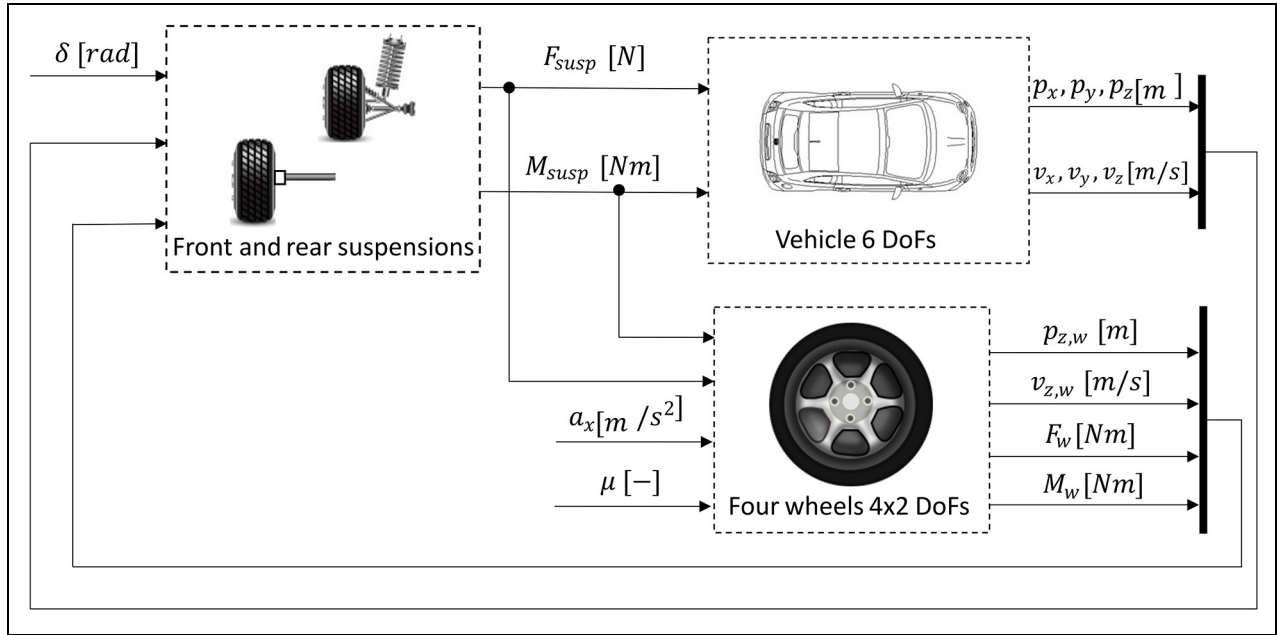 δ [rad]
F_susp [N]
M_susp [Nm]
Front and rear suspensions
Vehicle 6 DoFs
p_x, p_y, p_z[m ]
v_x, v_y, v_z[m/s]
a_x[m /s²]
μ [−]
Four wheels 4x2 DoFs
p_z,w [m]
v_z,w [m/s]
F_w[Nm]
M_w[Nm]